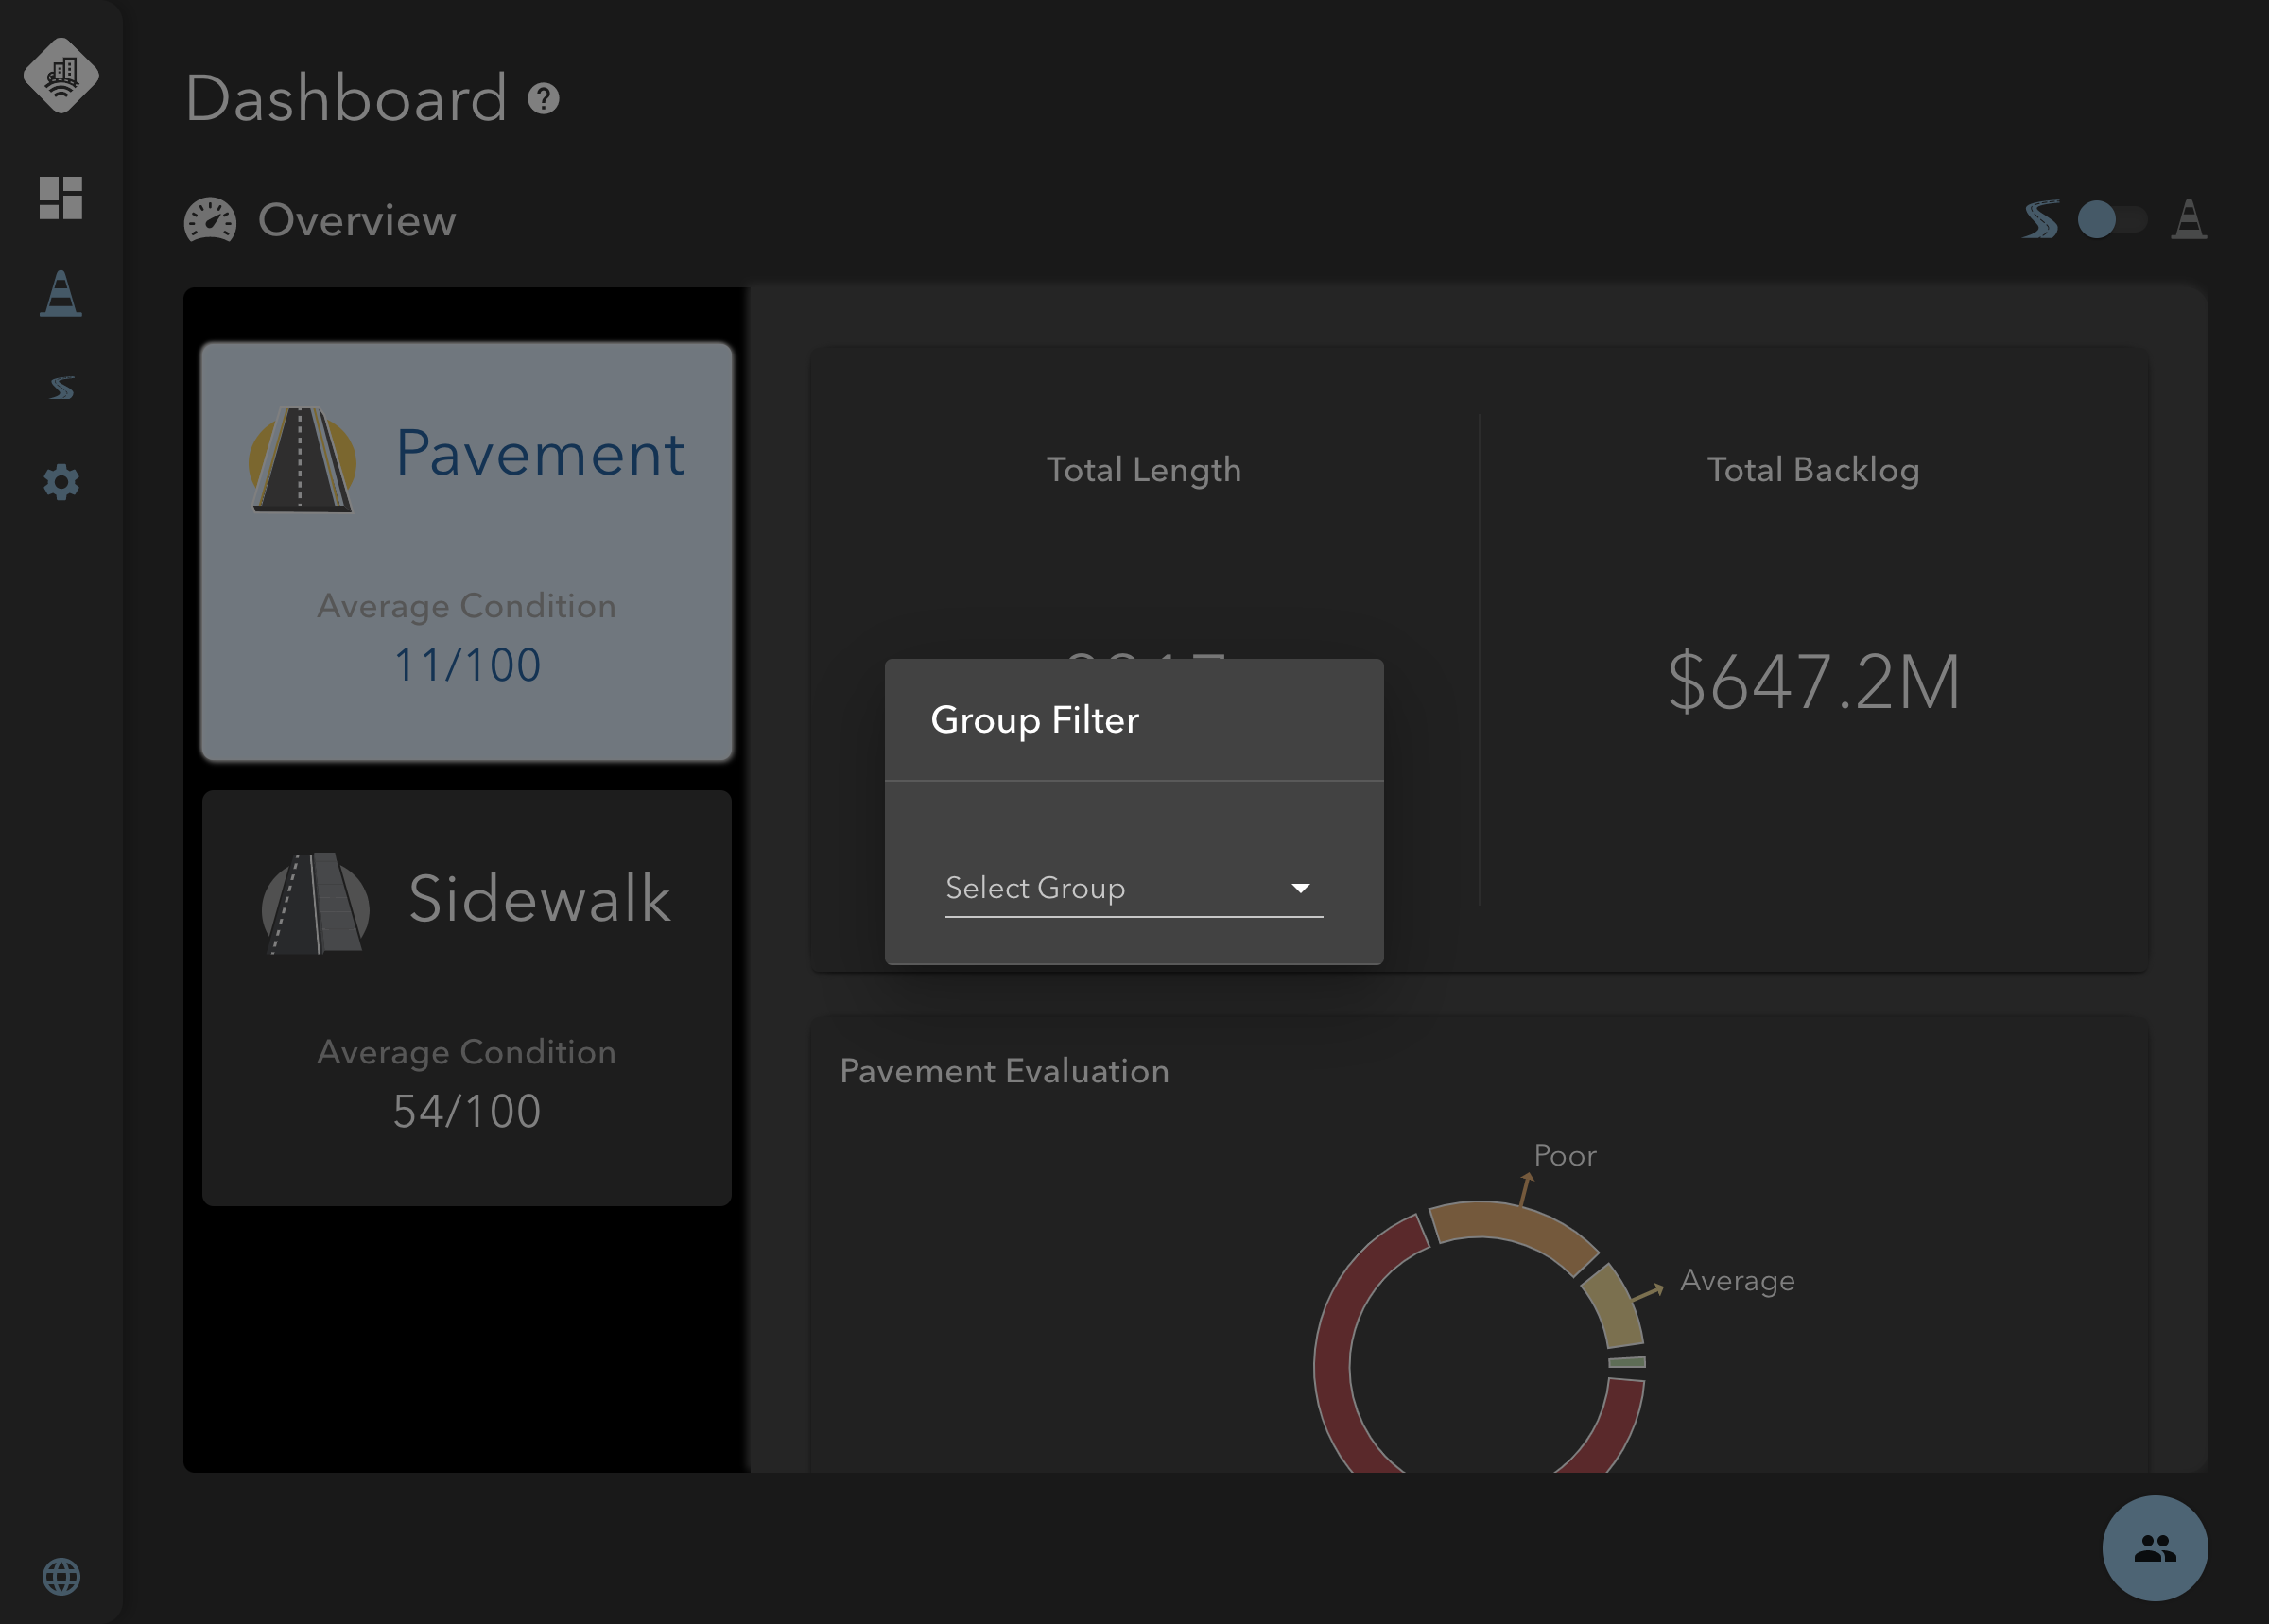 Dashboard
Overview
Pavement
Average Condition
11/100
Sidewalk
Average Condition
54/100
Total Length
Total Backlog
$647.2M
Group Filter
Select Group
Pavement Evaluation
Poor
Average